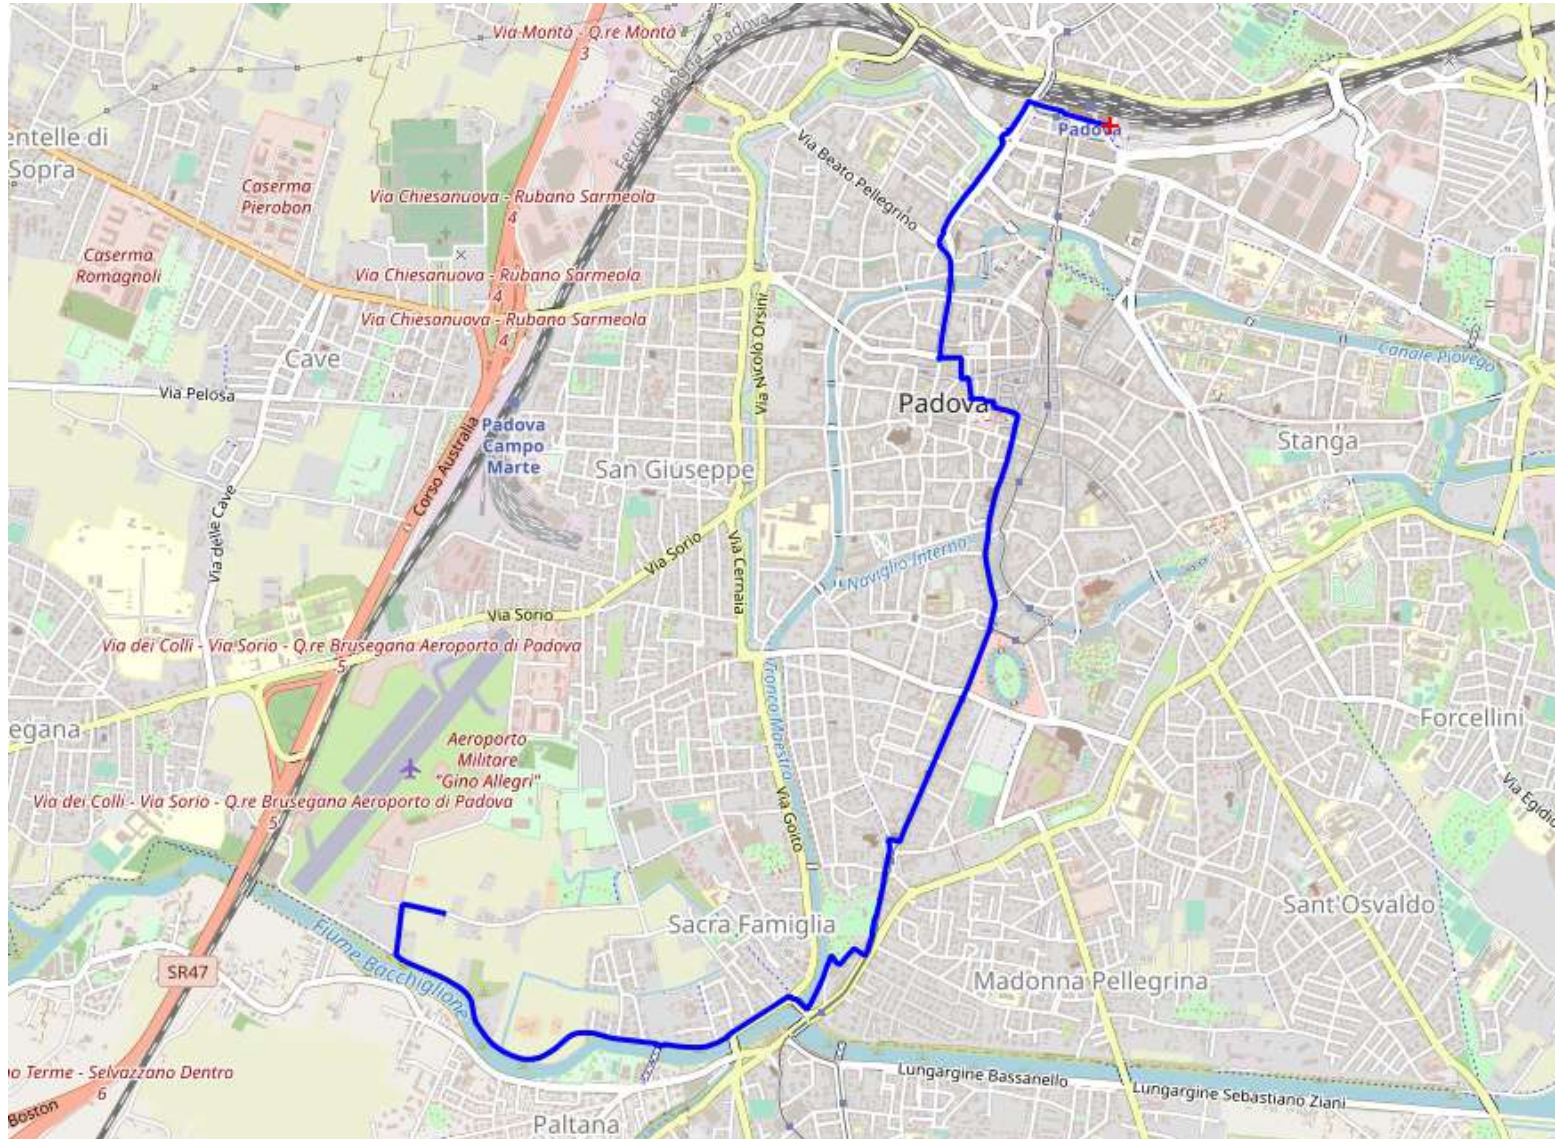 Via Montà - Q.re Montà
3
Ferrovia Bologna - Padova
entelle di
Sopra
Caserma
Pierobon
Via Chiesanuova - Rubano Sarmeola
4
Via Beato Pellegrino
Padova
Caserma
Romagnoli
Via Chiesanuova - Rubano Sarmeola
4
Via Chiesanuova - Rubano Sarmeola
4
Via Nicolò Orsini
Cave
Canale Piovego
Via Pelosa
Padova
Corso Australia
Padova
Campo
Marte
San Giuseppe
Stanga
Via delle Cave
Via Sorio
Via Cernaia
Naviglio Interno
Via Sorio
Via dei Colli - Via Sorio - Q.re Brusegana Aeroporto di Padova
5
Tronco Maestro
egana
Forcellini
Aeroporto
Militare
"Gino Allegri"
Via dei Colli - Via Sorio - Q.re Brusegana Aeroporto di Padova
5
Via Goito
Via Egidio
Sacra Famiglia
Sant'Osvaldo
Fiume Bacchiglione
SR47
Madonna Pellegrina
o Terme - Selvazzano Dentro
6
Lungargine Bassanello
Lungargine Sebastiano Ziani
Boston
Paltana